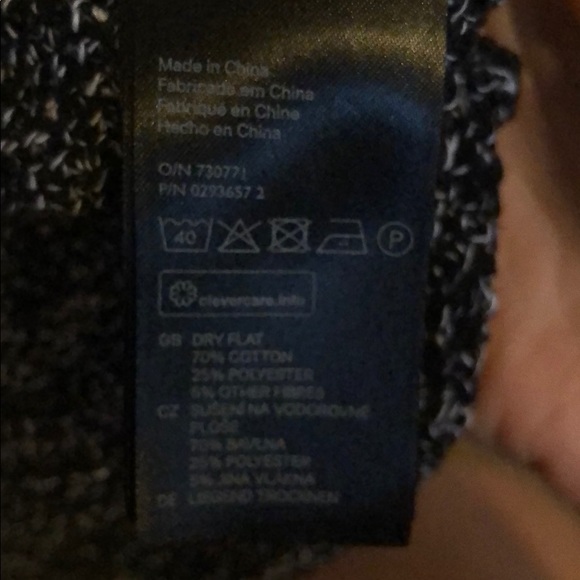 Made in China
Fabricado em China
Fabriqué en Chine
Hecho en China
O/N 730771
P/N 0293657 2
40
P
clevercare.info
GB DRY FLAT
70% COTTON
25% POLYESTER
5% OTHER FIBRES
CZ SUŠENÍ NA VODOROVNÉ
PLOŠE
70% BAVLNA
25% POLYESTER
5% JINÁ VLÁKNA
DE LIEGEND TROCKNEN